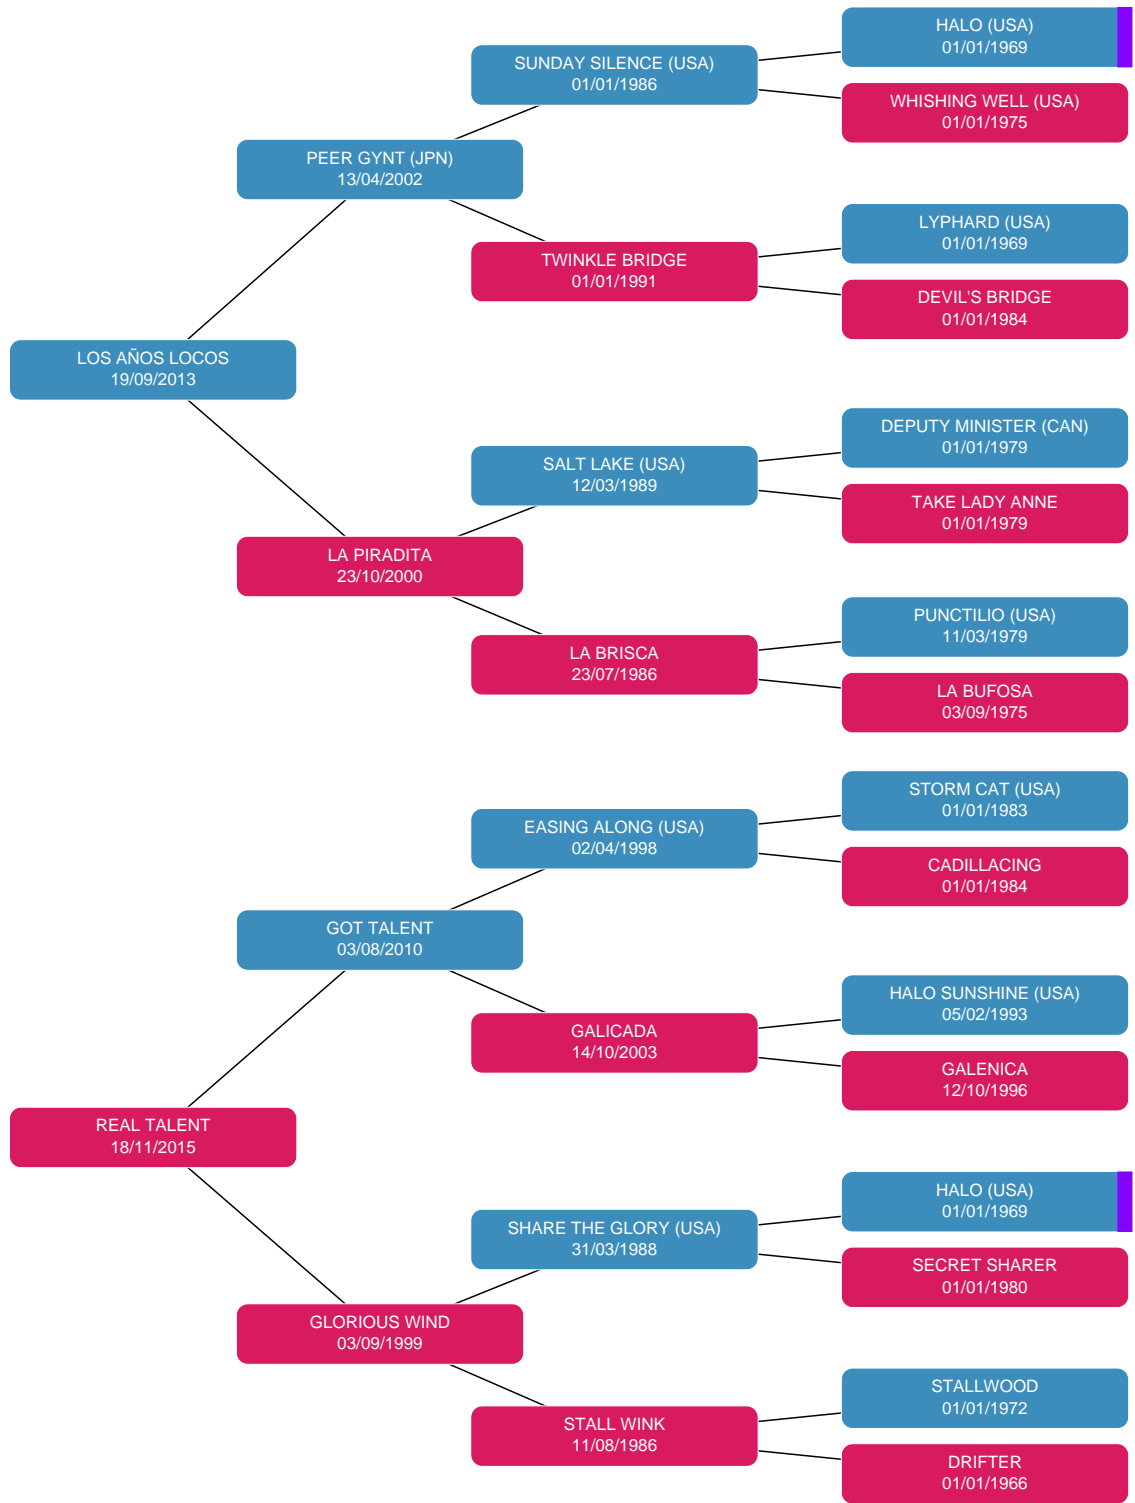 HALO (USA)
01/01/1969
SUNDAY SILENCE (USA)
01/01/1986
WHISHING WELL (USA)
01/01/1975
PEER GYNT (JPN)
13/04/2002
LYPHARD (USA)
01/01/1969
TWINKLE BRIDGE
01/01/1991
DEVIL'S BRIDGE
01/01/1984
LOS AÑOS LOCOS
19/09/2013
DEPUTY MINISTER (CAN)
01/01/1979
SALT LAKE (USA)
12/03/1989
TAKE LADY ANNE
01/01/1979
LA PIRADITA
23/10/2000
PUNCTILIO (USA)
11/03/1979
LA BRISCA
23/07/1986
LA BUFOSA
03/09/1975
STORM CAT (USA)
01/01/1983
EASING ALONG (USA)
02/04/1998
CADILLACING
01/01/1984
GOT TALENT
03/08/2010
HALO SUNSHINE (USA)
05/02/1993
GALICADA
14/10/2003
GALENICA
12/10/1996
REAL TALENT
18/11/2015
HALO (USA)
01/01/1969
SHARE THE GLORY (USA)
31/03/1988
SECRET SHARER
01/01/1980
GLORIOUS WIND
03/09/1999
STALLWOOD
01/01/1972
STALL WINK
11/08/1986
DRIFTER
01/01/1966